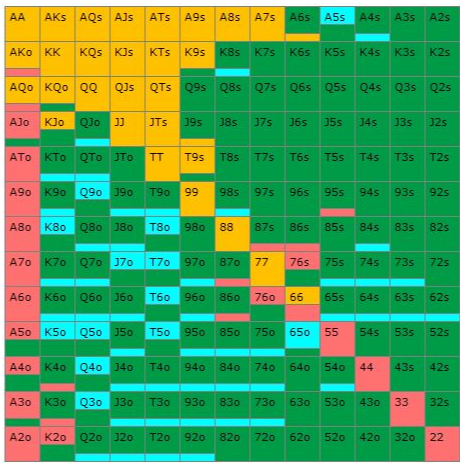 AA AKs AQs AJs ATs A9s A8s A7s A6s A5s A4s A3s A2s
AKo KK KQs KJs KTs K9s K8s K7s K6s K5s K4s K3s K2s
AQo KQo QQ QJs QTs Q9s Q8s Q7s Q6s Q5s Q4s Q3s Q2s
AJo KJo QJo JJ JTs J9s J8s J7s J6s J5s J4s J3s J2s
ATo KTo QTo JTo TT T9s T8s T7s T6s T5s T4s T3s T2s
A9o K9o Q9o J9o T9o 99 98s 97s 96s 95s 94s 93s 92s
A8o K8o Q8o J8o T8o 98o 88 87s 86s 85s 84s 83s 82s
A7o K7o Q7o J7o T7o 97o 87o 77 76s 75s 74s 73s 72s
A6o K6o Q6o J6o T6o 96o 86o 76o 66 65s 64s 63s 62s
A5o K5o Q5o J5o T5o 95o 85o 75o 65o 55 54s 53s 52s
A4o K4o Q4o J4o T4o 94o 84o 74o 64o 54o 44 43s 42s
A3o K3o Q3o J3o T3o 93o 83o 73o 63o 53o 43o 33 32s
A2o K2o Q2o J2o T2o 92o 82o 72o 62o 52o 42o 32o 22